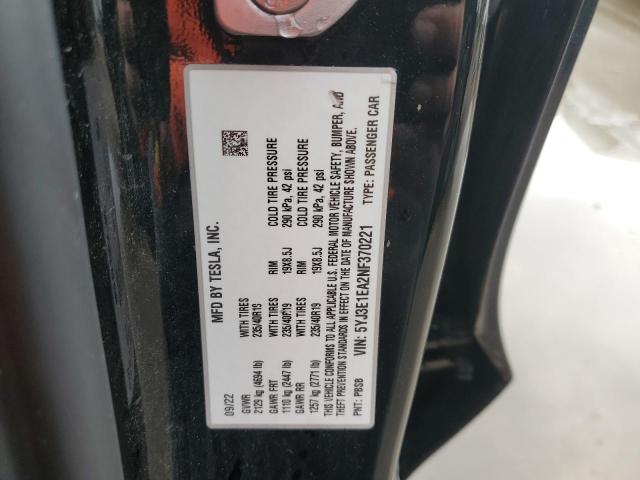 MFD BY TESLA, INC.
09/22
GVWR WITH TIRES RIM COLD TIRE PRESSURE
2129 kg (4694 lb) 235/40R19 19X8.5J 290 kPa, 42 psi
GAWR FRT WITH TIRES RIM COLD TIRE PRESSURE
1110 kg (2447 lb) 235/40R19 19X8.5J 290 kPa, 42 psi
GAWR RR WITH TIRES
1257 kg (2771 lb) 235/40R19
THIS VEHICLE CONFORMS TO ALL APPLICABLE U.S. FEDERAL MOTOR VEHICLE SAFETY, BUMPER, AND
THEFT PREVENTION STANDARDS IN EFFECT ON THE DATE OF MANUFACTURE SHOWN ABOVE.
VIN: 5YJ3E1EA2NF370221 TYPE: PASSENGER CAR
PNT: PBSB